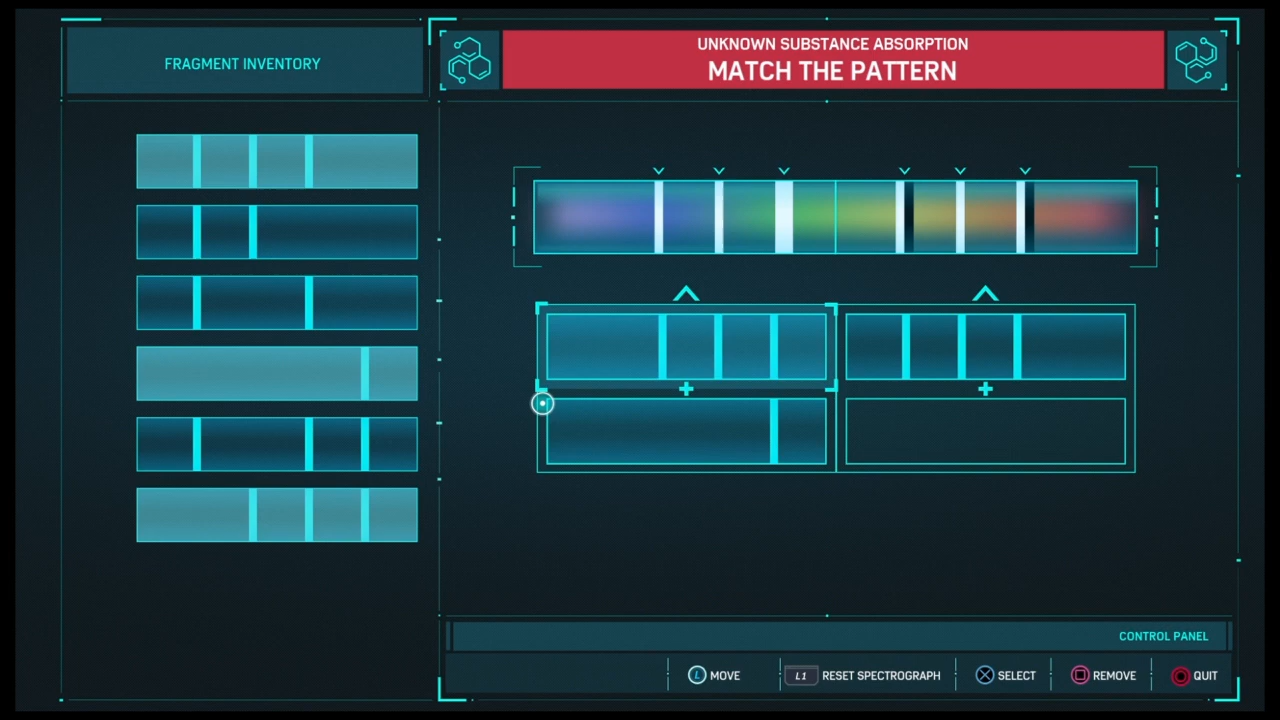 FRAGMENT INVENTORY
UNKNOWN SUBSTANCE ABSORPTION
MATCH THE PATTERN
CONTROL PANEL
L MOVE
L1 RESET SPECTROGRAPH
SELECT
REMOVE
QUIT